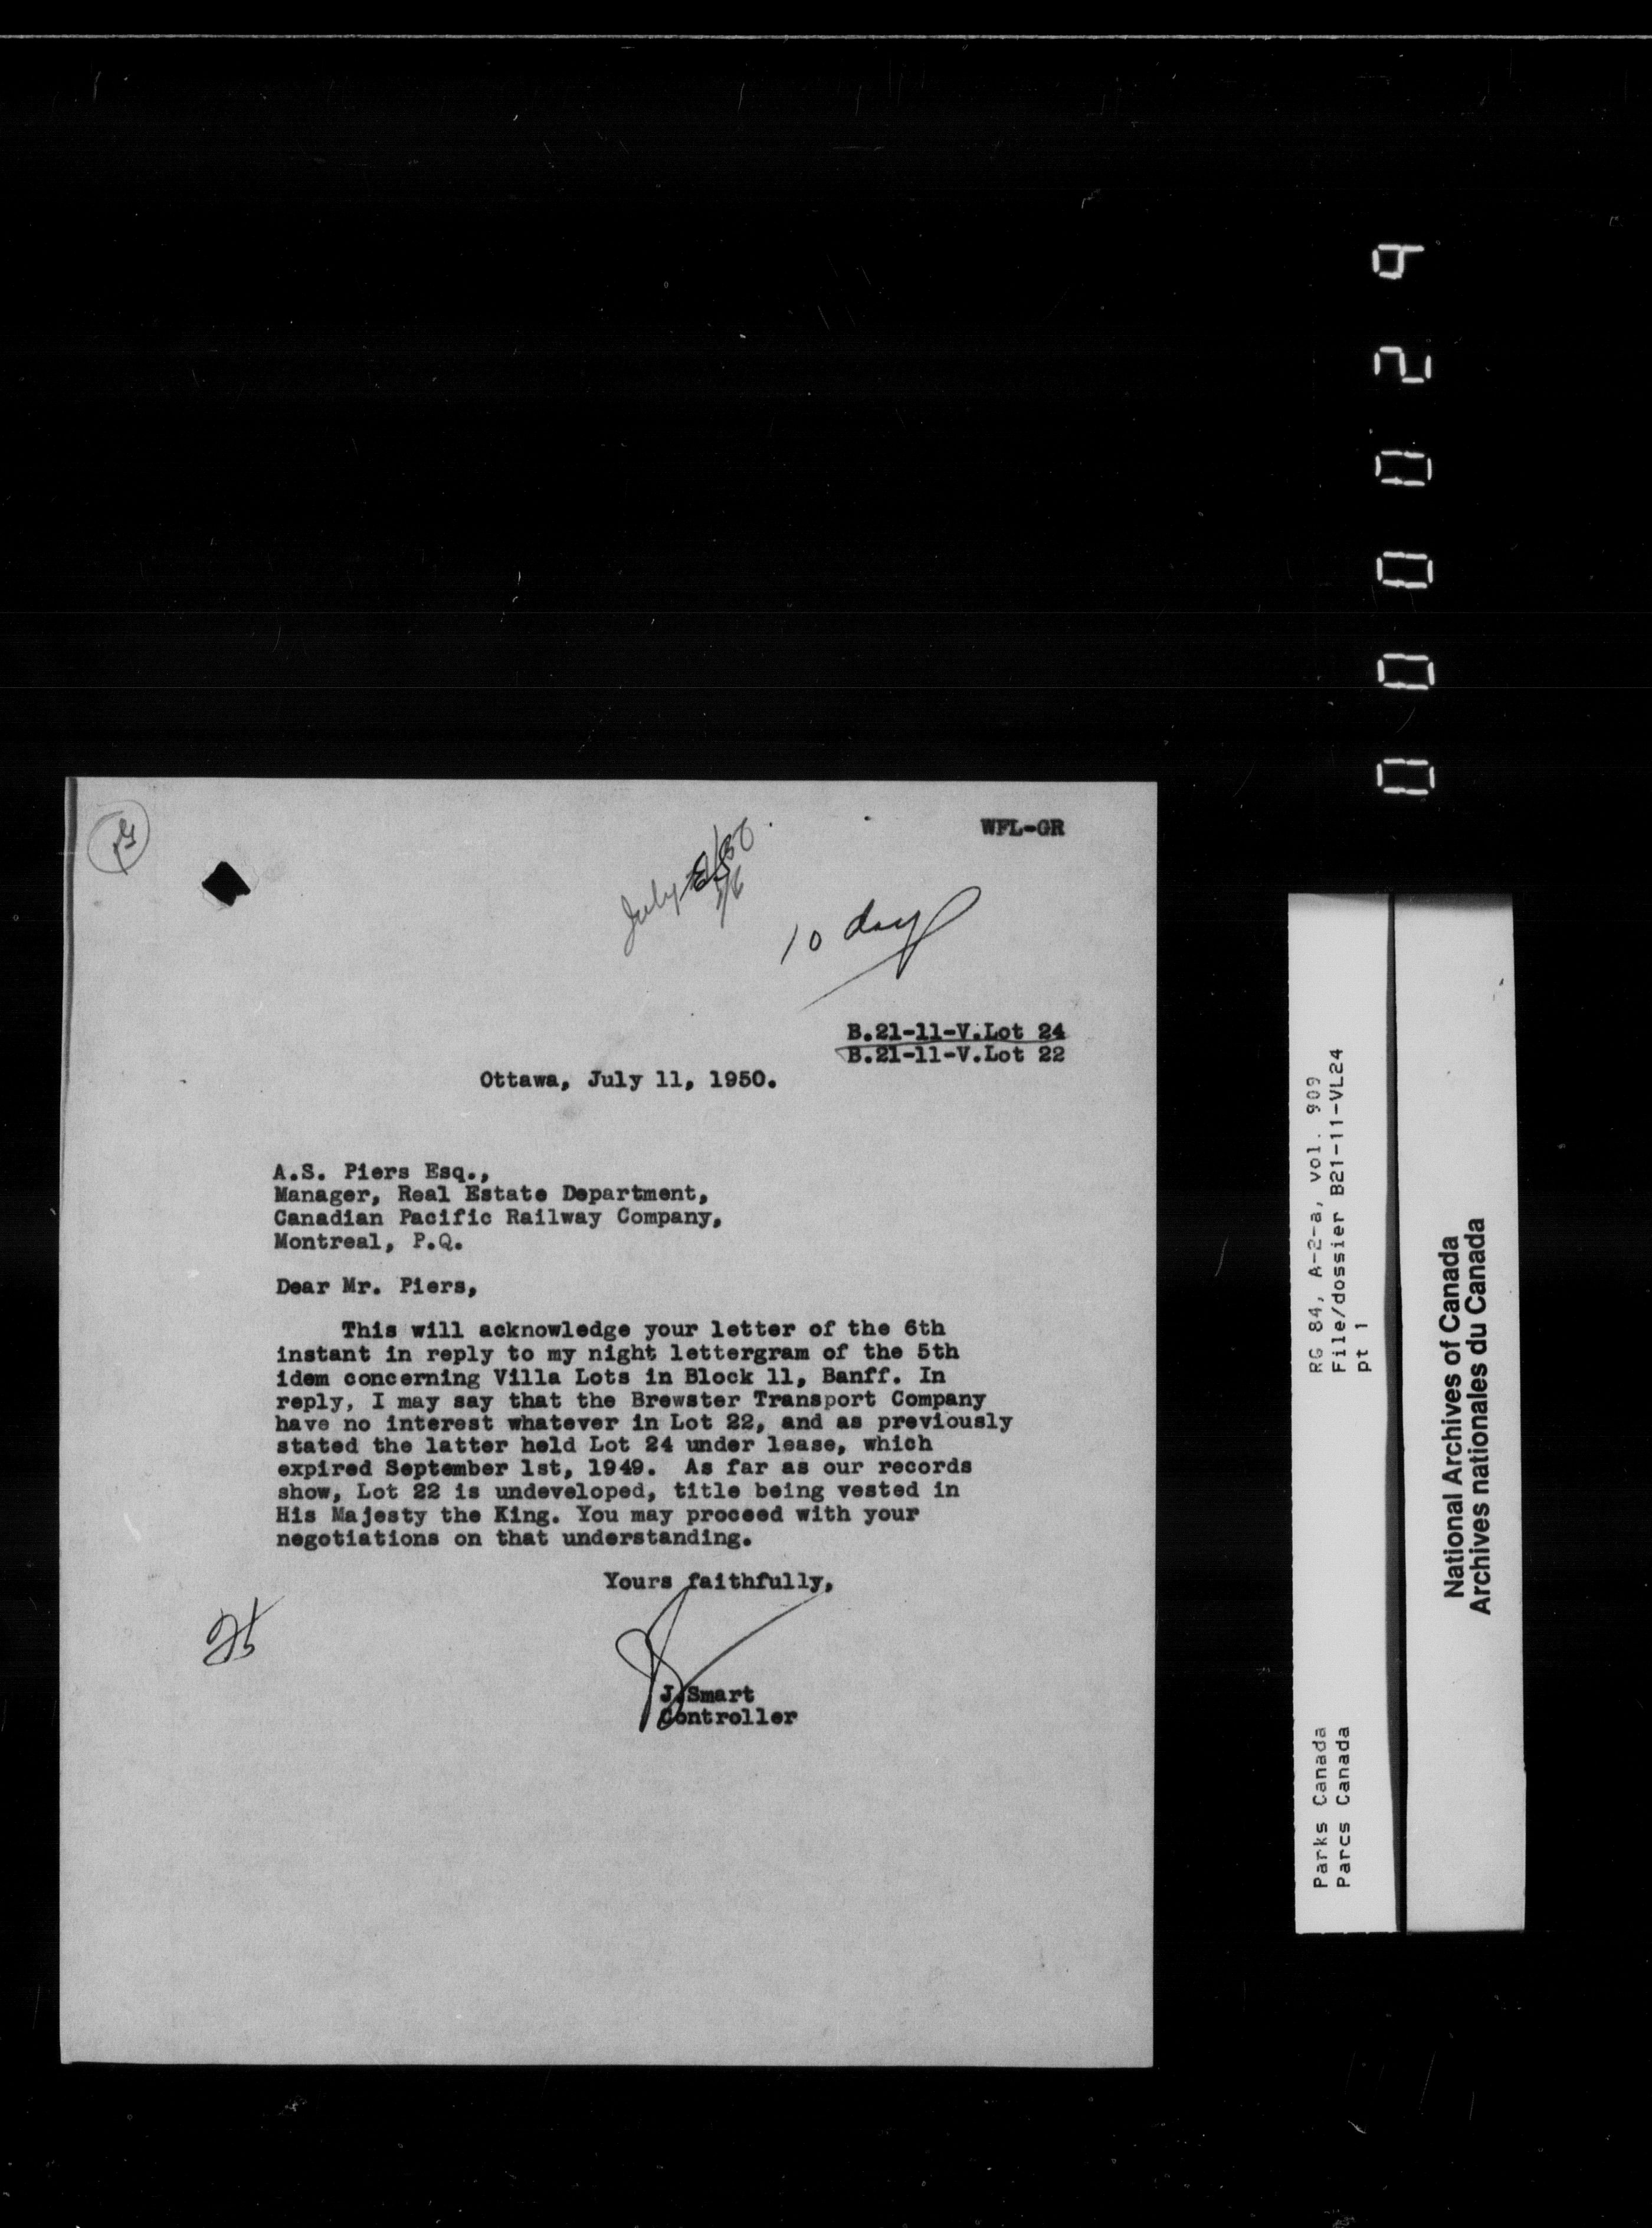 WFL-GR
July
10 day
B.21-11-V.Lot 24
B.21-11-V.Lot 22
Ottawa, July 11, 1950.
A.S. Piers Esq.,
Manager, Real Estate Department,
Canadian Pacific Railway Company,
Montreal, P.Q.
Dear Mr. Piers,
This will acknowledge your letter of the 6th
instant in reply to my night lettergram of the 5th
idem concerning Villa Lots in Block 11, Banff. In
reply, I may say that the Brewster Transport Company
have no interest whatever in Lot 22, and as previously
stated the latter held Lot 24 under lease, which
expired September 1st, 1949. As far as our records
show, Lot 22 is undeveloped, title being vested in
His Majesty the King. You may proceed with your
negotiations on that understanding.
Yours faithfully,
J.Smart
Controller
000029
RG 84, A-2-a, vol. 909
File/dossier B21-11-VL24
pt 1
Parks Canada
Parcs Canada
National Archives of Canada
Archives nationales du Canada